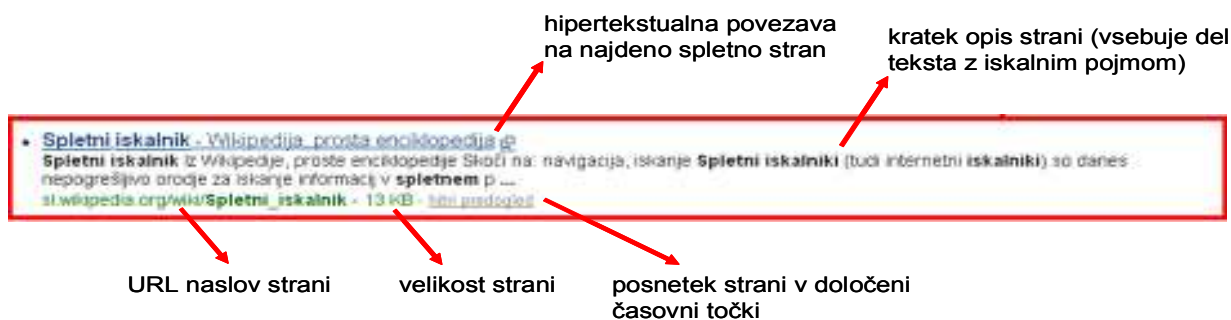 hipertekstualna povezava
na najdeno spletno stran
kratek opis strani (vsebuje del
teksta z iskalnim pojmom)
• Spletni iskalnik - Wikipedija, prosta enciklopedija
Spletni iskalnik iz Wikipedije, proste enciklopedije Skoči na: navigacija, iskanje Spletni iskalniki (tudi internetni iskalniki) so danes
nepogrešljivo orodje za iskanje informacij v spletnem p ...
sl.wikipedia.org/wiki/Spletni_iskalnik - 13 KB - hitri predogled
URL naslov strani
velikost strani
posnetek strani v določeni
časovni točki